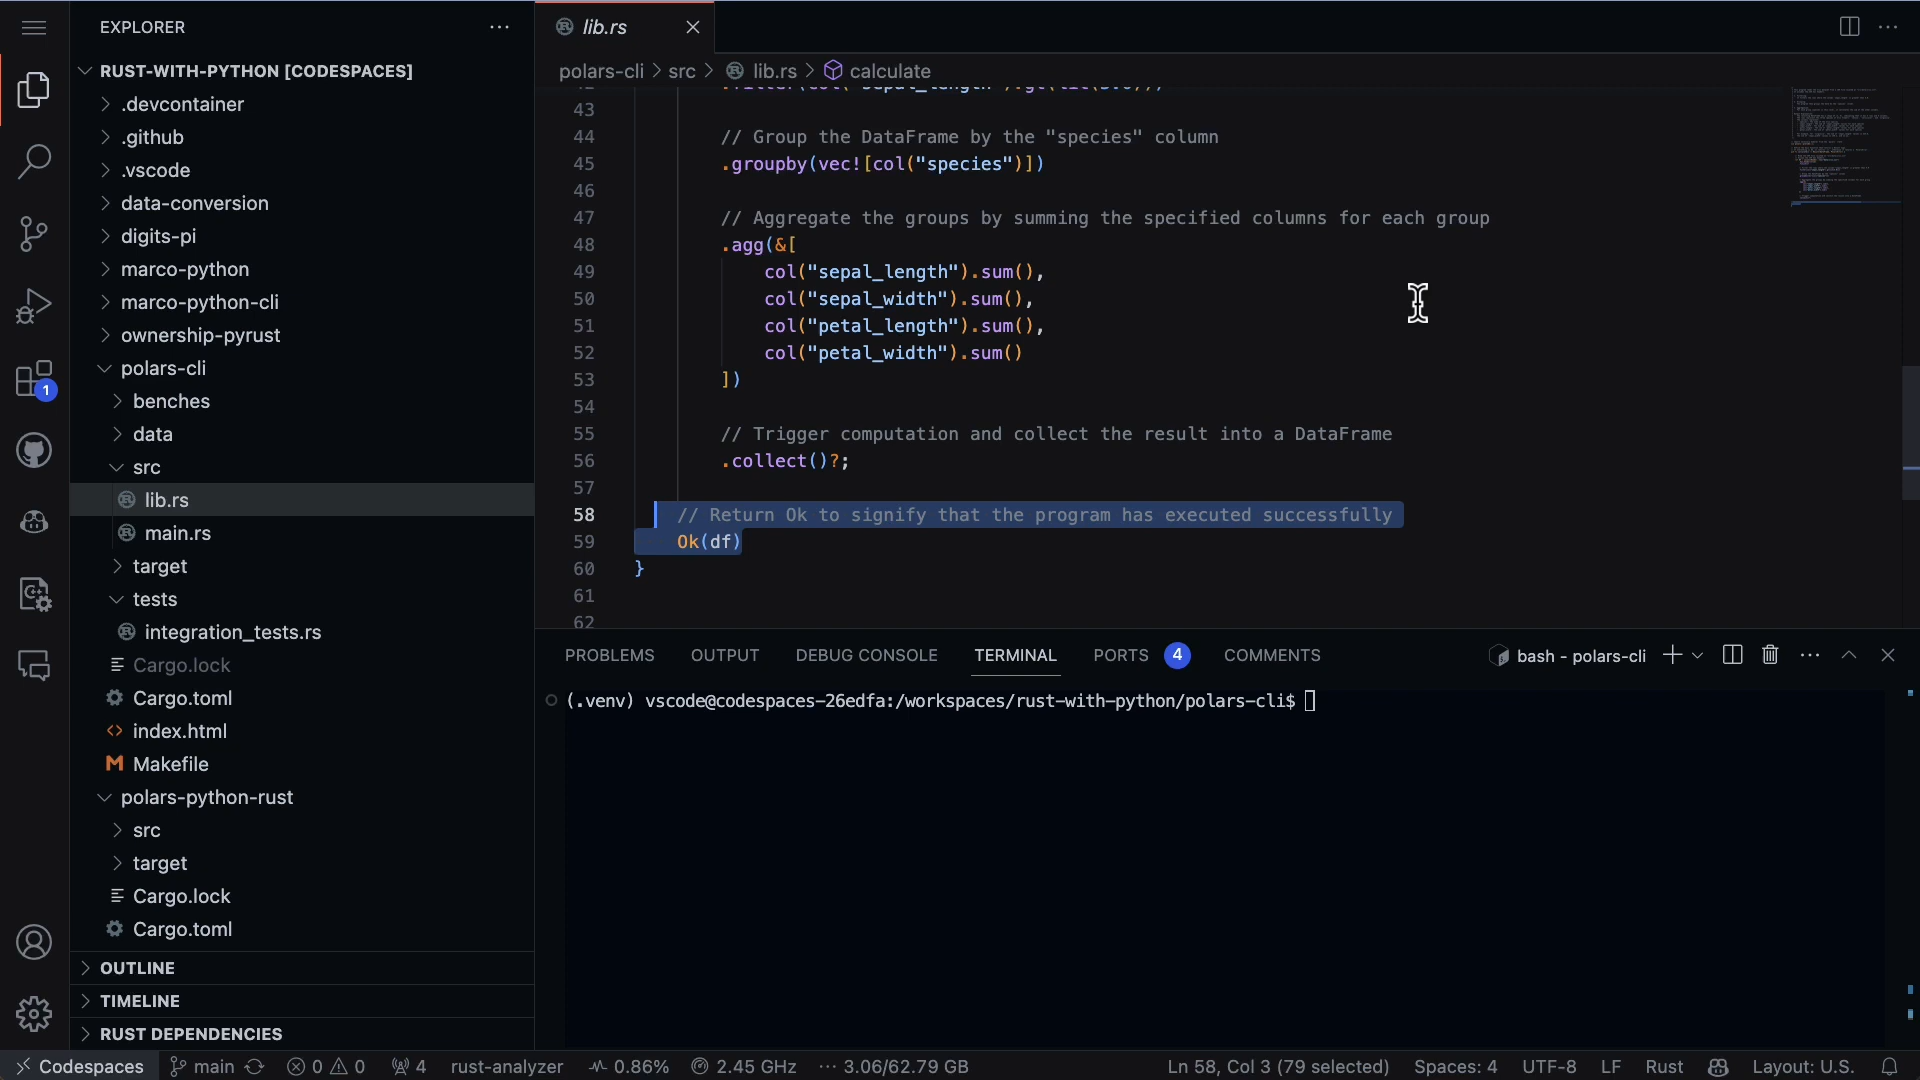 EXPLORER
RUST-WITH-PYTHON [CODESPACES]
.devcontainer
.github
.vscode
data-conversion
digits-pi
marco-python
marco-python-cli
ownership-pyrust
polars-cli
benches
data
src
lib.rs
main.rs
target
tests
integration_tests.rs
Cargo.lock
Cargo.toml
index.html
Makefile
polars-python-rust
src
target
Cargo.lock
Cargo.toml
OUTLINE
TIMELINE
RUST DEPENDENCIES
1
lib.rs
polars-cli > src > lib.rs > calculate
43
44 // Group the DataFrame by the "species" column
45 .groupby(vec![col("species")])
46
47 // Aggregate the groups by summing the specified columns for each group
48 .agg(&[
49 col("sepal_length").sum(),
50 col("sepal_width").sum(),
51 col("petal_length").sum(),
52 col("petal_width").sum()
53 ])
54
55 // Trigger computation and collect the result into a DataFrame
56 .collect()?;
57
58 // Return Ok to signify that the program has executed successfully
59 Ok(df)
60 }
61
62
PROBLEMS OUTPUT DEBUG CONSOLE TERMINAL PORTS 4 COMMENTS bash - polars-cli
(.venv) vscode@codespaces-26edfa:/workspaces/rust-with-python/polars-cli$
Codespaces main 0 0 4 rust-analyzer 0.86% 2.45 GHz 3.06/62.79 GB Ln 58, Col 3 (79 selected) Spaces: 4 UTF-8 LF Rust Layout: U.S.